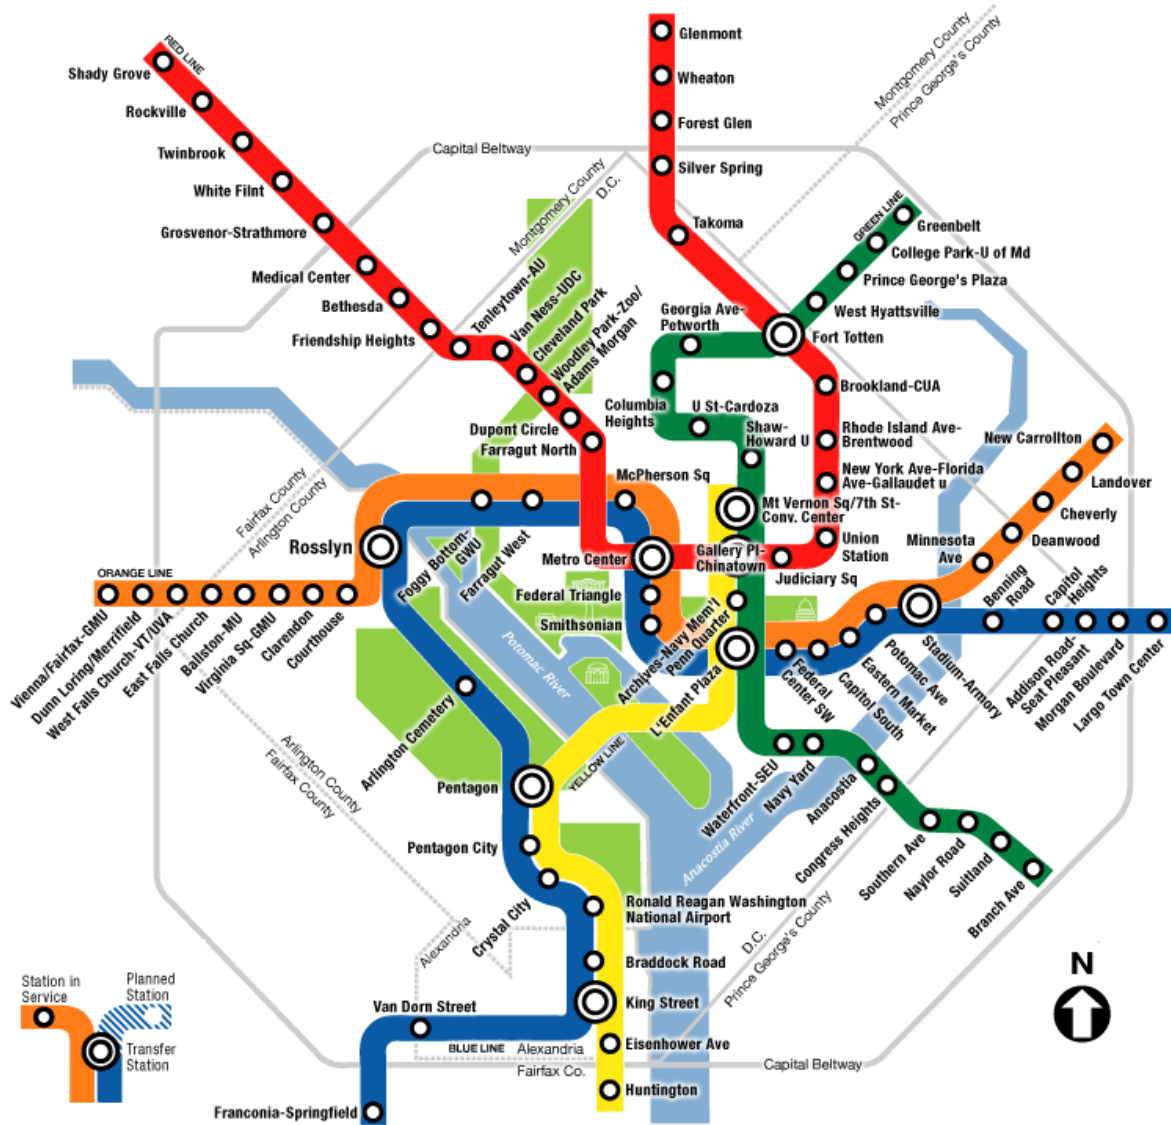 RED LINE
Shady Grove
Rockville
Twinbrook
White Filnt
Grosvenor-Strathmore
Medical Center
Bethesda
Friendship Heights
Tenleytown-AU
Van Ness-UDC
Cleveland Park
Woodley Park-Zoo/
Adams Morgan
Dupont Circle
Farragut North
Glenmont
Wheaton
Forest Glen
Silver Spring
Takoma
Montgomery County
Prince George's County
Capital Beltway
Montgomery County
D.C.
GREEN LINE
Greenbelt
College Park-U of Md
Prince George's Plaza
West Hyattsville
Fort Totten
Georgia Ave-
Petworth
Columbia
Heights
U St-Cardoza
Shaw-
Howard U
Brookland-CUA
Rhode Island Ave-
Brentwood
New York Ave-Florida
Ave-Gallaudet u
Mt Vernon Sq/7th St-
Conv. Center
Union
Station
Judiciary Sq
Gallery Pl-
Chinatown
McPherson Sq
Metro Center
Federal Triangle
Smithsonian
Foggy Bottom-
GWU
Farragut West
Rosslyn
Fairfax County
Arlington County
ORANGE LINE
Vienna/Fairfax-GMU
Dunn Loring/Merrifield
West Falls Church-VT/IVA
East Falls Church
Ballston-MU
Virginia Sq-GMU
Clarendon
Courthouse
New Carrollton
Landover
Cheverly
Deanwood
Minnesota
Ave
Benning
Road
Capitol
Heights
Addison Road-
Seat Pleasant
Morgan Boulevard
Largo Town Center
Stadium-Armory
Potomac Ave
Eastern Market
Capitol South
Federal
Center SW
Archives-Navy Mem'l
Penn Quarter
L'Enfant Plaza
Potomac River
Arlington Cemetery
Arlington County
Fairfax County
Pentagon
YELLOW LINE
Waterfront-SEU
Navy Yard
Anacostia
Congress Heights
Southern Ave
Naylor Road
Suitland
Branch Ave
Anacostia River
Pentagon City
Crystal City
Ronald Reagan Washington
National Airport
Alexandria
Braddock Road
D.C.
Prince George's County
King Street
Van Dorn Street
BLUE LINE
Alexandria
Fairfax Co.
Eisenhower Ave
Huntington
Capital Beltway
Franconia-Springfield
Station in
Service
Planned
Station
Transfer
Station
N